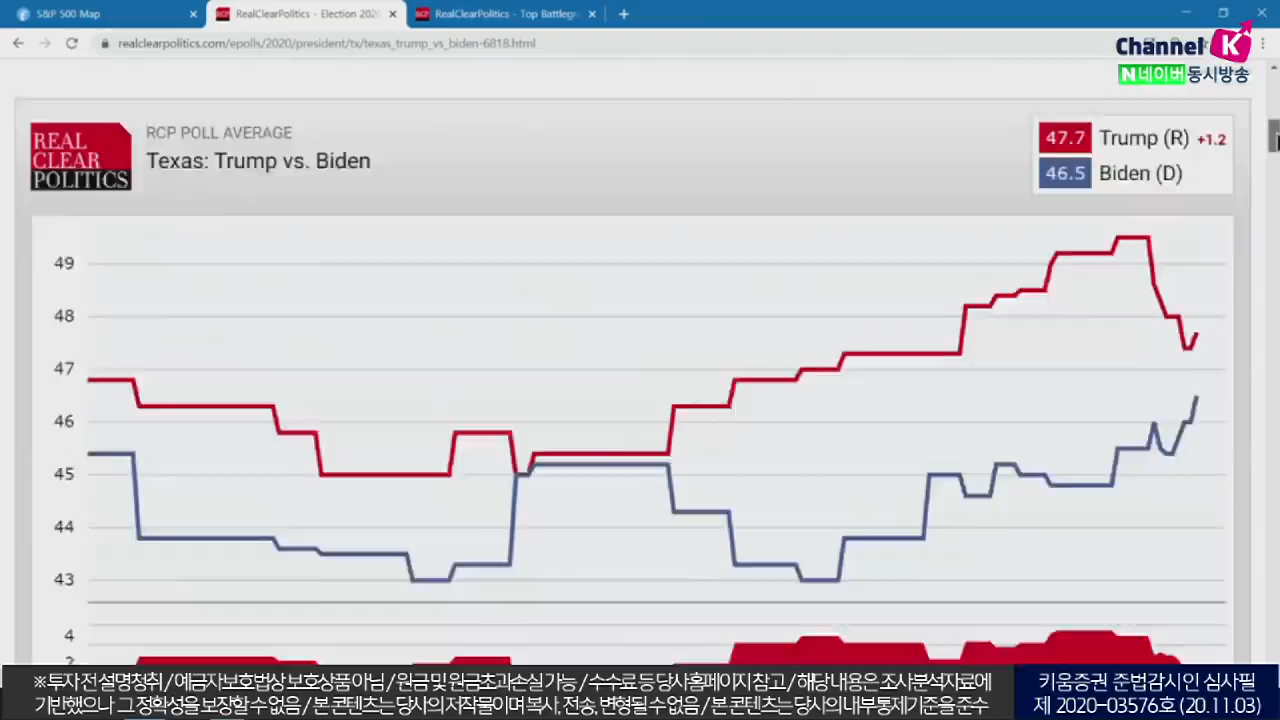 S&P 500 Map
RealClearPolitics - Election 2020
RealClearPolitics - Top Battlegr
realclearpolitics.com/epolls/2020/president/tx/texas_trump_vs_biden-6818.html
Channel K
N네이버 동시방송
REAL
CLEAR
POLITICS
RCP POLL AVERAGE
Texas: Trump vs. Biden
47.7 Trump (R) +1.2
46.5 Biden (D)
49
48
47
46
45
44
43
4
2
※ 투자 전 설명청취 / 예금자보호법상 보호상품 아님 / 원금 및 원금초과손실 가능 / 수수료 등 당사홈페이지 참고 / 해당 내용은 조사분석자료에
기반했으나 그 정확성을 보장할 수 없음 / 본 콘텐츠는 당사의 저작물이며 복사, 전송, 변형될 수 없음 / 본 콘텐츠는 당사의 내부통제기준을 준수
키움증권 준법감시인 심사필
제 2020-03576호 (20.11.03)